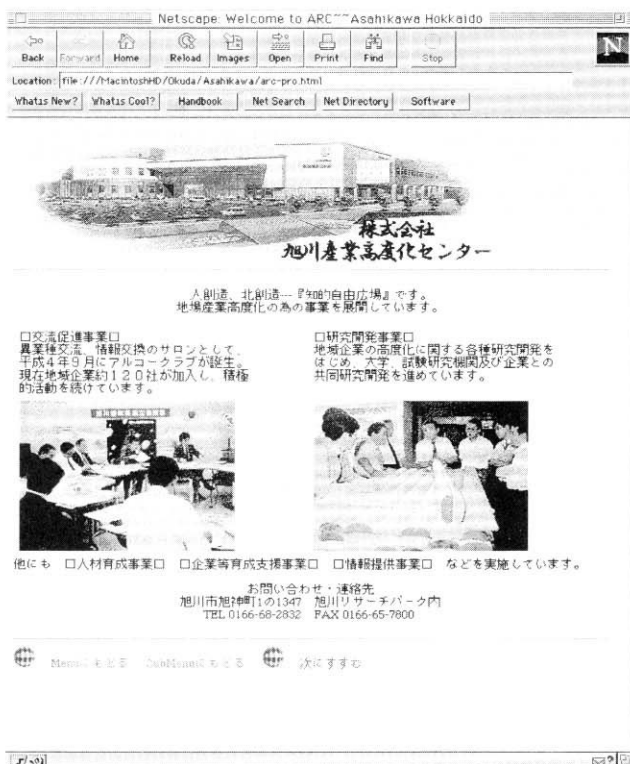 Netscape: Welcome to ARC~~Asahikawa Hokkaido
Back Forward Home Reload Images Open Print Find Stop
N
Location: file:///MacintoshHD/Okuda/Asahikawa/arc-pro.html
What's New? What's Cool? Handbook Net Search Net Directory Software
株式会社
旭川産業高度化センター
人創造、北創造---『知的自由広場』です。
地場産業高度化の為の事業を展開しています。
□交流促進事業□
異業種交流、情報交換のサロンとして、
平成４年９月にアルコークラブが誕生。
現在地域企業約１２０社が加入し、積極
的活動を続けています。
□研究開発事業□
地域企業の高度化に関する各種研究開発を
はじめ、大学、試験研究機関及び企業との
共同研究開発を進めています。
他にも □人材育成事業□ □企業等育成支援事業□ □情報提供事業□ などを実施しています。
お問い合わせ・連絡先
旭川市旭神町1の1347 旭川リサーチパーク内
TEL 0166-68-2832 FAX 0166-65-7800
Menuにもどる SubMenuにもどる 次にすすむ